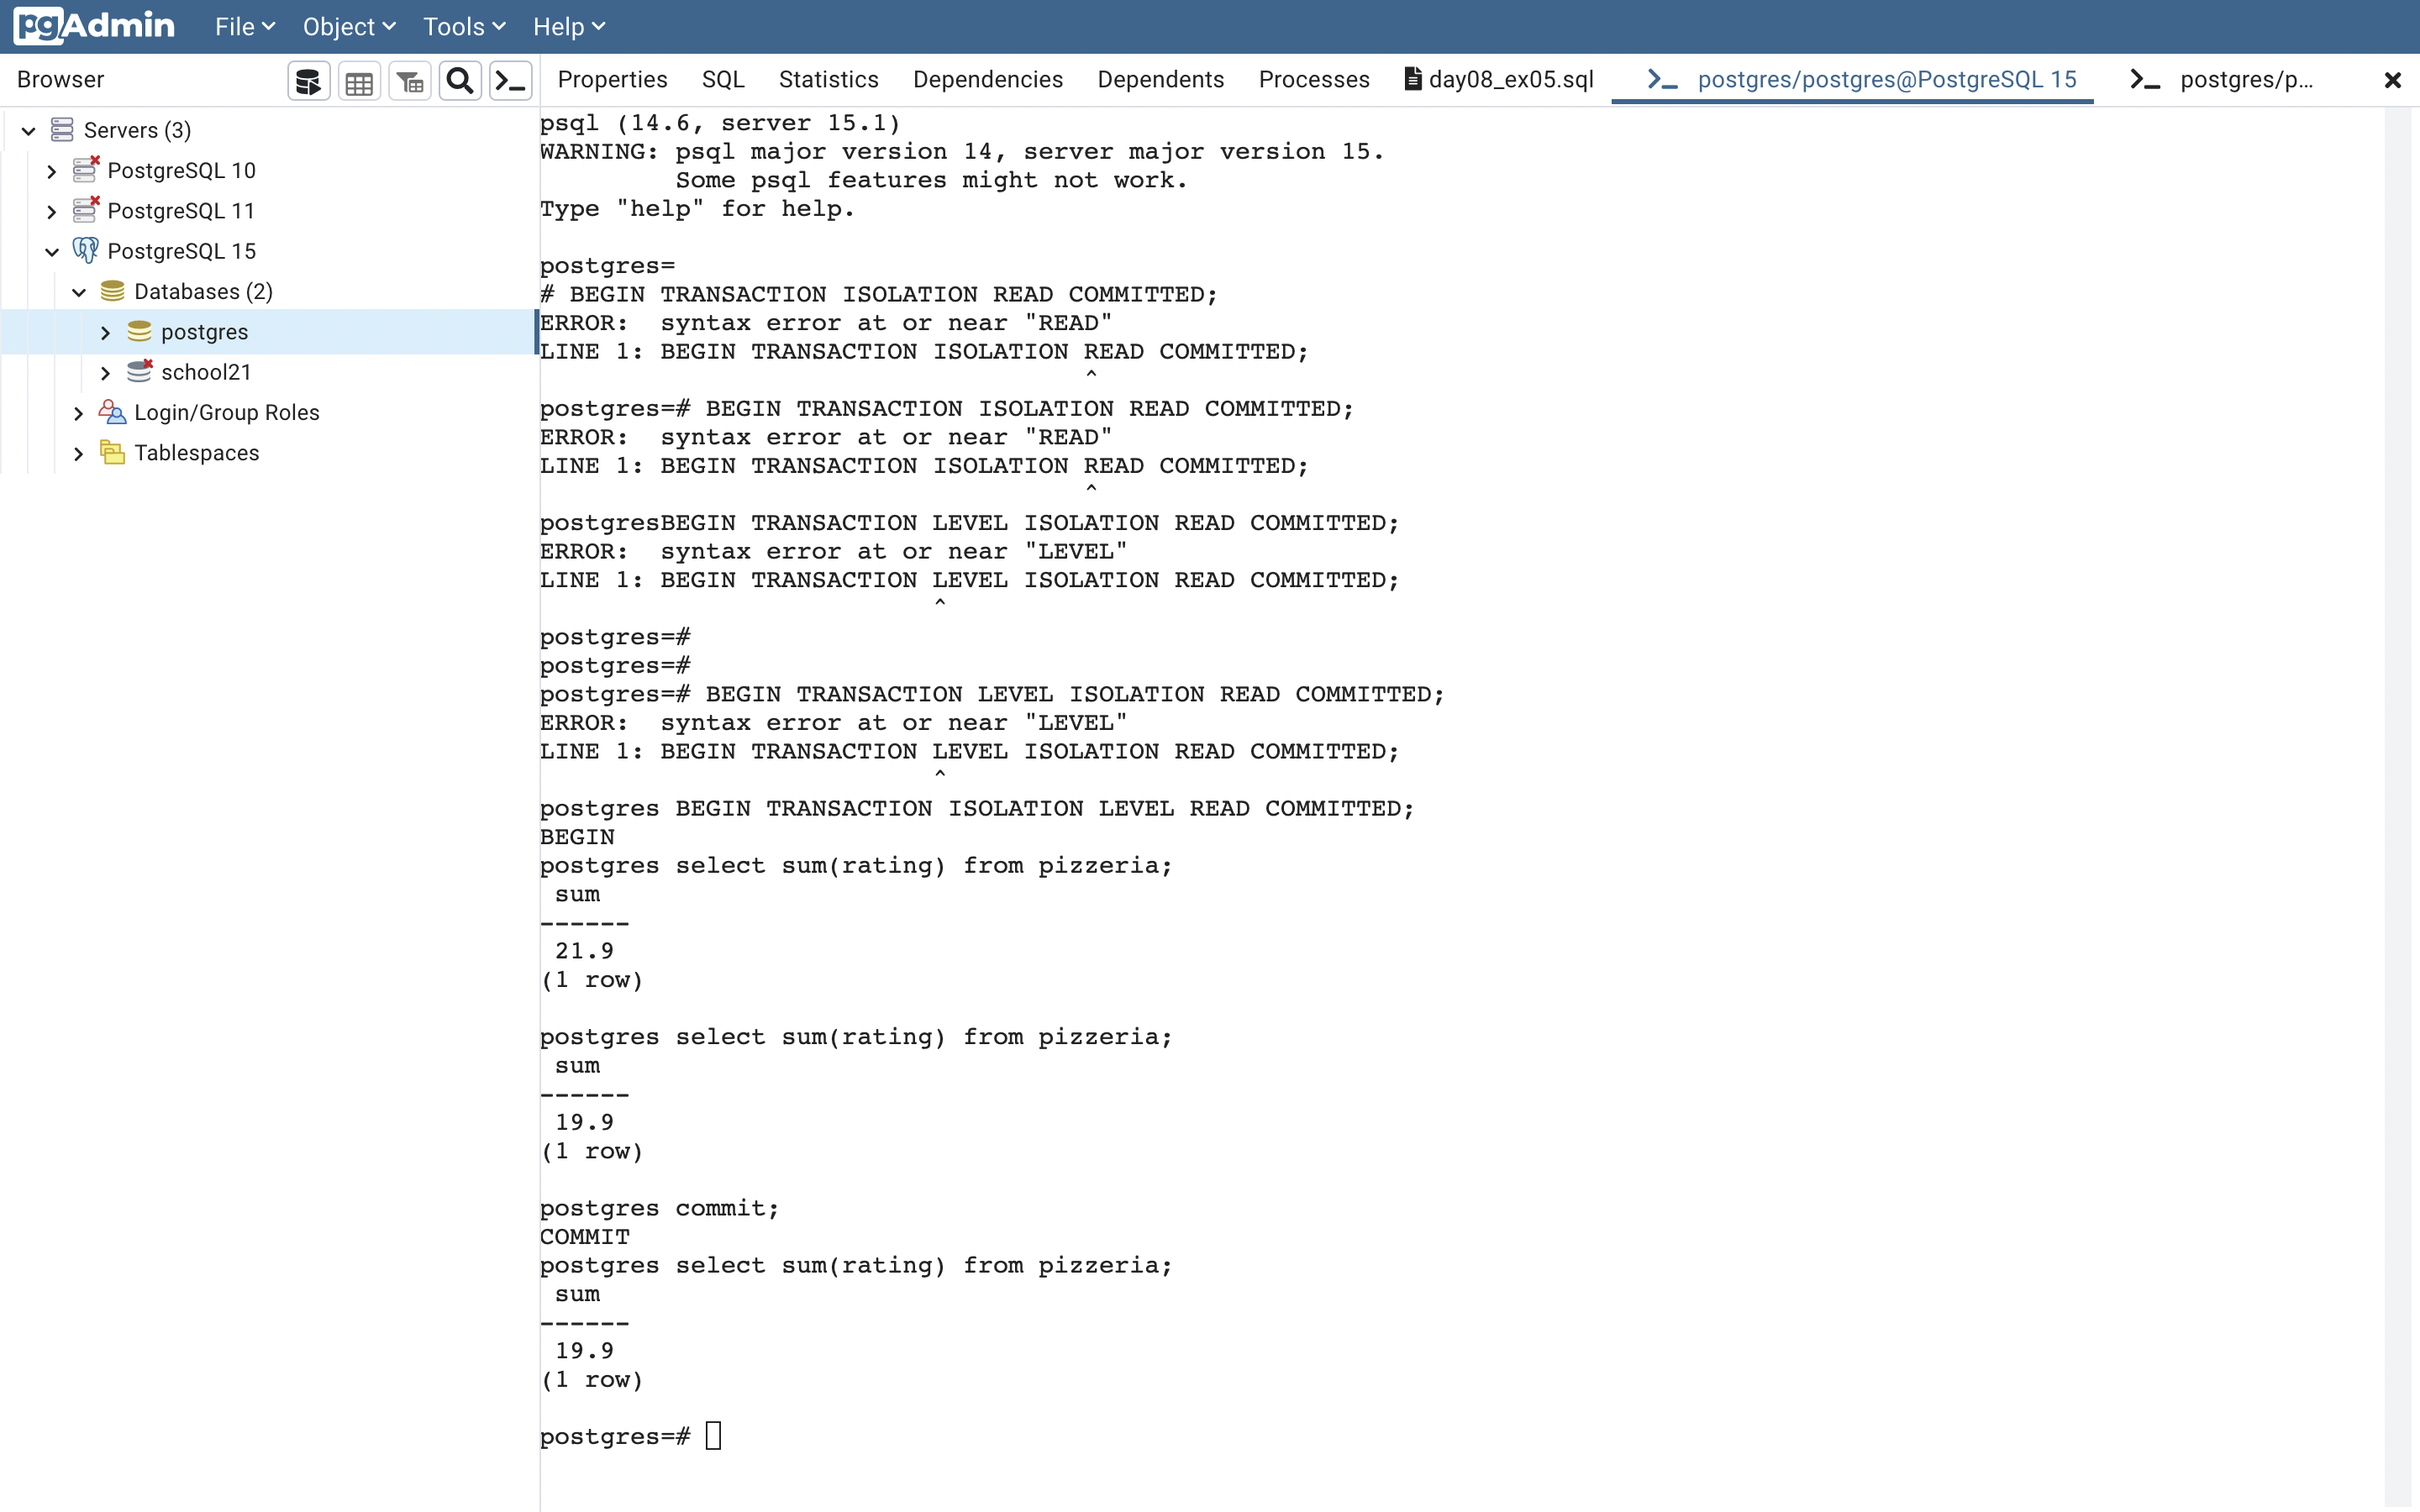 pgAdmin File Object Tools Help
Browser
Properties SQL Statistics Dependencies Dependents Processes day08_ex05.sql postgres/postgres@PostgreSQL 15 postgres/p...
Servers (3)
PostgreSQL 10
PostgreSQL 11
PostgreSQL 15
Databases (2)
postgres
school21
Login/Group Roles
Tablespaces
psql (14.6, server 15.1)
WARNING: psql major version 14, server major version 15.
         Some psql features might not work.
Type "help" for help.

postgres=
# BEGIN TRANSACTION ISOLATION READ COMMITTED;
ERROR:  syntax error at or near "READ"
LINE 1: BEGIN TRANSACTION ISOLATION READ COMMITTED;
                                    ^
postgres=# BEGIN TRANSACTION ISOLATION READ COMMITTED;
ERROR:  syntax error at or near "READ"
LINE 1: BEGIN TRANSACTION ISOLATION READ COMMITTED;
                                    ^
postgresBEGIN TRANSACTION LEVEL ISOLATION READ COMMITTED;
ERROR:  syntax error at or near "LEVEL"
LINE 1: BEGIN TRANSACTION LEVEL ISOLATION READ COMMITTED;
                          ^
postgres=#
postgres=#
postgres=# BEGIN TRANSACTION LEVEL ISOLATION READ COMMITTED;
ERROR:  syntax error at or near "LEVEL"
LINE 1: BEGIN TRANSACTION LEVEL ISOLATION READ COMMITTED;
                          ^
postgres BEGIN TRANSACTION ISOLATION LEVEL READ COMMITTED;
BEGIN
postgres select sum(rating) from pizzeria;
 sum
------
 21.9
(1 row)

postgres select sum(rating) from pizzeria;
 sum
------
 19.9
(1 row)

postgres commit;
COMMIT
postgres select sum(rating) from pizzeria;
 sum
------
 19.9
(1 row)

postgres=#